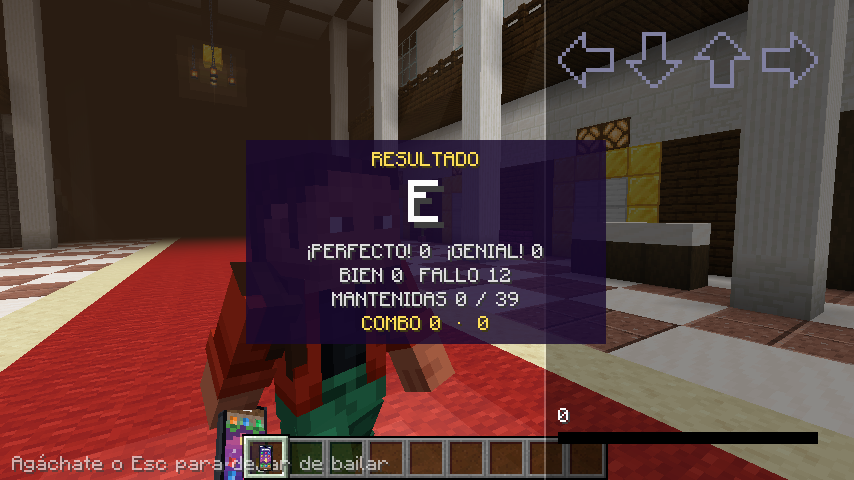 RESULTADO
E
¡PERFECTO! 0 ¡GENIAL! 0
BIEN 0 FALLO 12
MANTENIDAS 0 / 39
COMBO 0 · 0
0
Agáchate o Esc para dejar de bailar